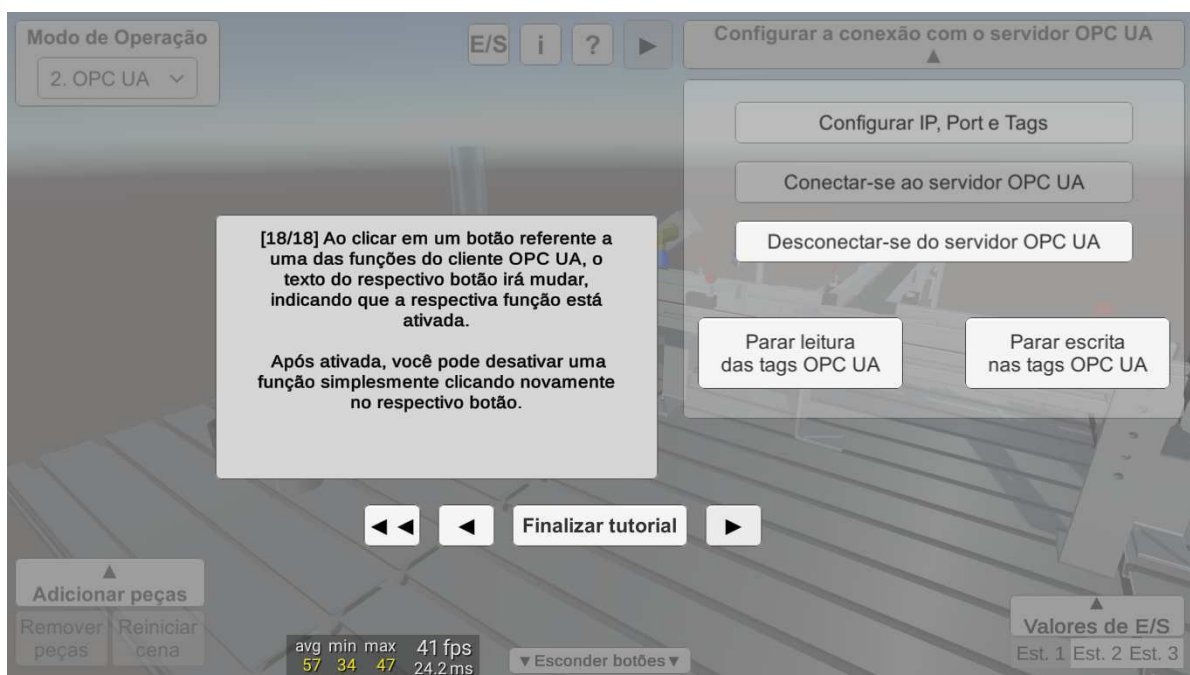 Modo de Operação
2. OPC UA
E/S
i
?
Configurar a conexão com o servidor OPC UA
Configurar IP, Port e Tags
Conectar-se ao servidor OPC UA
Desconectar-se do servidor OPC UA
Parar leitura
das tags OPC UA
Parar escrita
nas tags OPC UA
[18/18] Ao clicar em um botão referente a
uma das funções do cliente OPC UA, o
texto do respectivo botão irá mudar,
indicando que a respectiva função está
ativada.
Após ativada, você pode desativar uma
função simplesmente clicando novamente
no respectivo botão.
Finalizar tutorial
Adicionar peças
Remover
peças
Reiniciar
cena
avg min max 41 fps
57 34 47 24.2 ms
▼ Esconder botões ▼
Valores de E/S
Est. 1 Est. 2 Est. 3